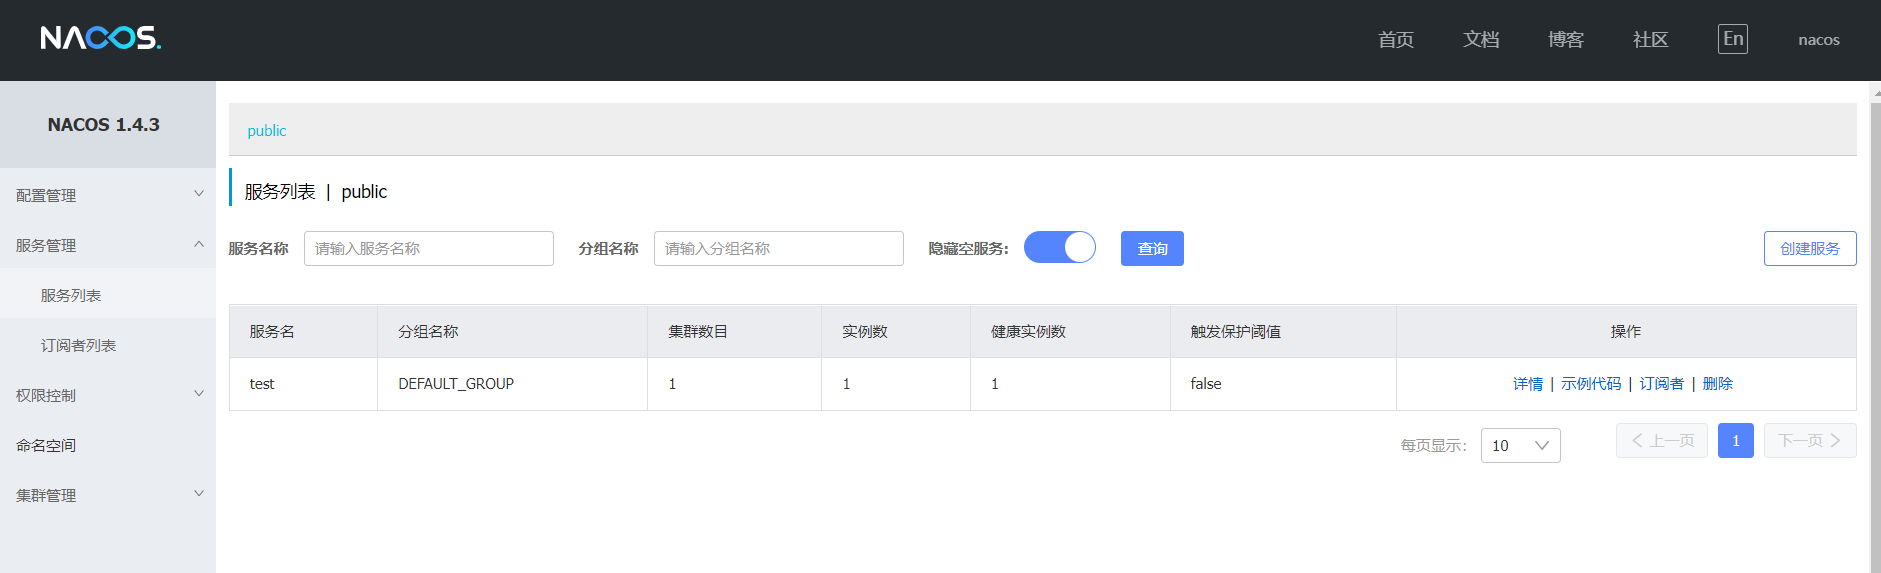 NACOS. 首页 文档 博客 社区 En nacos
NACOS 1.4.3
配置管理
服务管理
服务列表
订阅者列表
权限控制
命名空间
集群管理
public
服务列表 | public
服务名称 请输入服务名称 分组名称 请输入分组名称 隐藏空服务: 查询 创建服务
服务名 分组名称 集群数目 实例数 健康实例数 触发保护阈值 操作
test DEFAULT_GROUP 1 1 1 false 详情 | 示例代码 | 订阅者 | 删除
每页显示: 10 上一页 1 下一页